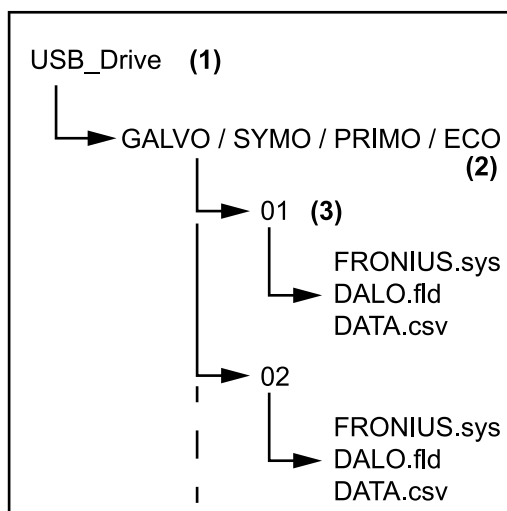 USB_Drive (1)
GALVO / SYMO / PRIMO / ECO
(2)
01 (3)
FRONIUS.sys
DALO.fld
DATA.csv
02
FRONIUS.sys
DALO.fld
DATA.csv